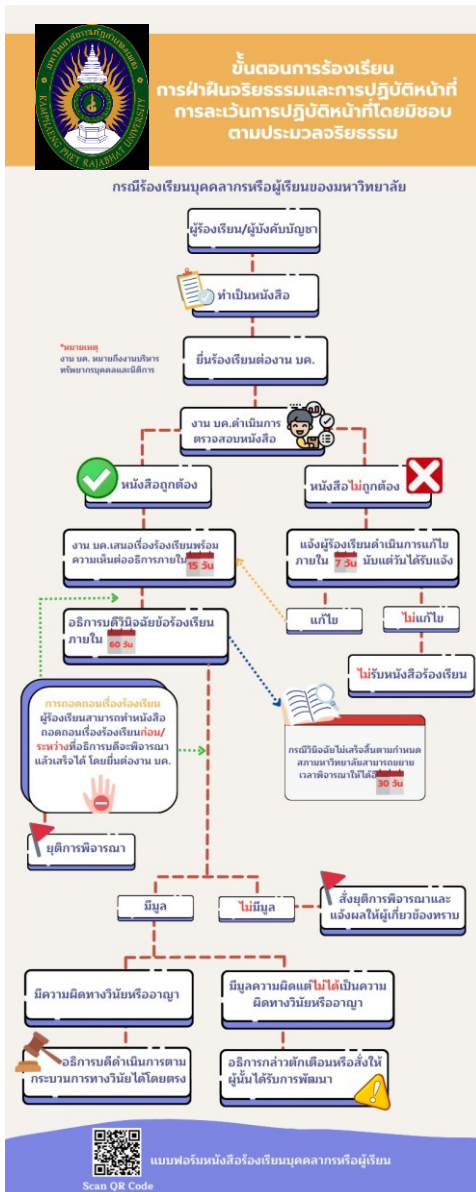 มหาวิทยาลัยราชภัฏกำแพงเพชร
KAMPHAENG PHET RAJABHAT UNIVERSITY
ขั้นตอนการร้องเรียน
การฝ่าฝืนจริยธรรมและการปฏิบัติหน้าที่
การละเว้นการปฏิบัติหน้าที่โดยมิชอบ
ตามประมวลจริยธรรม
กรณีร้องเรียนบุคคลากรหรือผู้เรียนของมหาวิทยาลัย
ผู้ร้องเรียน/ผู้บังคับบัญชา
ทำเป็นหนังสือ
*หมายเหตุ
งาน บค. หมายถึงงานบริหาร
ทรัพยากรบุคคลและนิติการ
ยื่นร้องเรียนต่องาน บค.
งาน บค.ดำเนินการ
ตรวจสอบหนังสือ
หนังสือถูกต้อง
หนังสือไม่ถูกต้อง
งาน บค.เสนอเรื่องร้องเรียนพร้อม
ความเห็นต่ออธิการภายใน 15 วัน
แจ้งผู้ร้องเรียนดำเนินการแก้ไข
ภายใน 7 วัน นับแต่วันได้รับแจ้ง
แก้ไข
ไม่แก้ไข
อธิการบดีวินิจฉัยข้อร้องเรียน
ภายใน 60 วัน
ไม่รับหนังสือร้องเรียน
การถอดถอนเรื่องร้องเรียน
ผู้ร้องเรียนสามารถทำหนังสือ
ถอดถอนเรื่องร้องเรียนก่อน/
ระหว่างที่อธิการบดีจะพิจารณา
แล้วเสร็จได้ โดยยื่นต่องาน บค.
กรณีวินิจฉัยไม่เสร็จสิ้นตามกำหนด
สภามหาวิทยาลัยสามารถขยาย
เวลาพิจารณาให้ได้อีก
30 วัน
ยุติการพิจารณา
มีมูล
ไม่มีมูล
สั่งยุติการพิจารณาและ
แจ้งผลให้ผู้เกี่ยวข้องทราบ
มีความผิดทางวินัยหรืออาญา
มีมูลความผิดแต่ไม่ได้เป็นความ
ผิดทางวินัยหรืออาญา
อธิการบดีดำเนินการตาม
กระบวนการทางวินัยได้โดยตรง
อธิการกล่าวตักเตือนหรือสั่งให้
ผู้นั้นได้รับการพัฒนา
แบบฟอร์มหนังสือร้องเรียนบุคคลากรหรือผู้เรียน
Scan QR Code